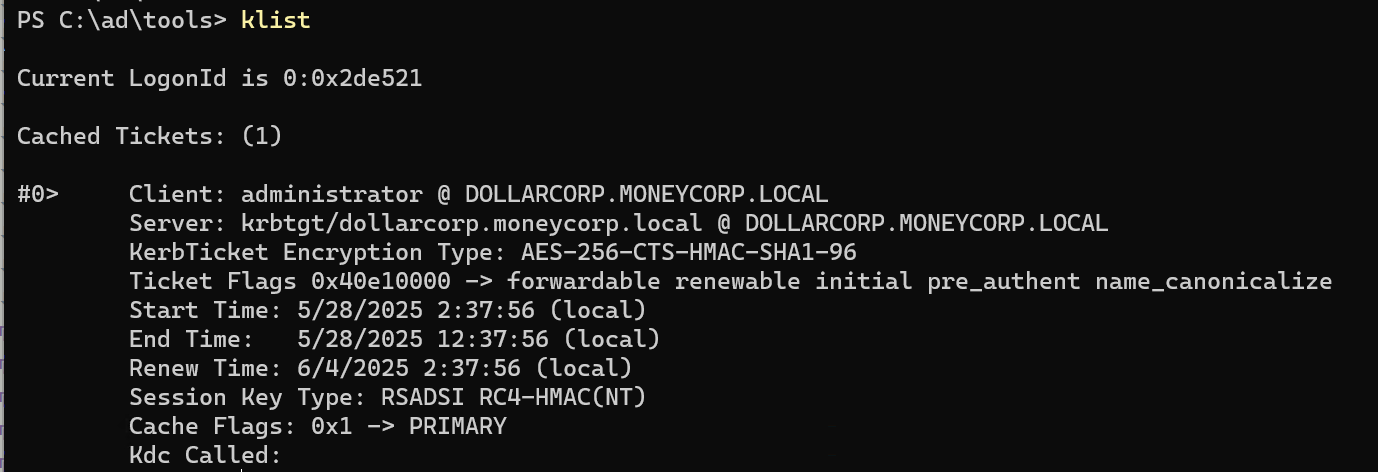 PS C:\ad\tools> klist
Current LogonId is 0:0x2de521
Cached Tickets: (1)
#0> Client: administrator @ DOLLARCORP.MONEYCORP.LOCAL
Server: krbtgt/dollarcorp.moneycorp.local @ DOLLARCORP.MONEYCORP.LOCAL
KerbTicket Encryption Type: AES-256-CTS-HMAC-SHA1-96
Ticket Flags 0x40e10000 -> forwardable renewable initial pre_authent name_canonicalize
Start Time: 5/28/2025 2:37:56 (local)
End Time: 5/28/2025 12:37:56 (local)
Renew Time: 6/4/2025 2:37:56 (local)
Session Key Type: RSADSI RC4-HMAC(NT)
Cache Flags: 0x1 -> PRIMARY
Kdc Called: